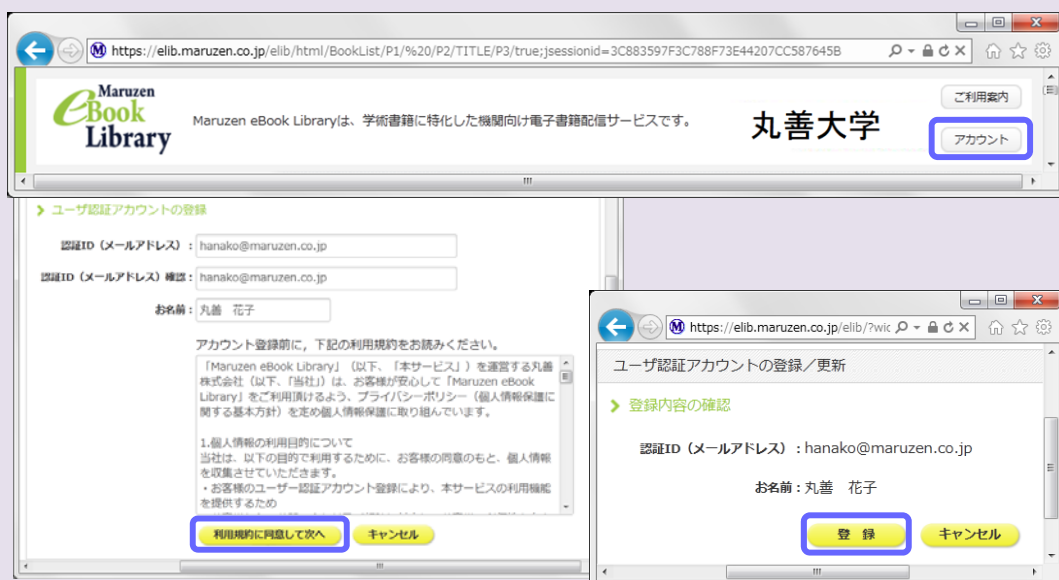 https://elib.maruzen.co.jp/elib/html/BookList/P1/%20/P2/TITLE/P3/true;jsessionid=3C883597F3C788F73E44207CC587645B
Maruzen
eBook
Library
Maruzen eBook Libraryは、学術書籍に特化した機関向け電子書籍配信サービスです。
丸善大学
ご利用案内
アカウント
ユーザ認証アカウントの登録
認証ID（メールアドレス）：hanako@maruzen.co.jp
認証ID（メールアドレス）確認：hanako@maruzen.co.jp
お名前：丸善　花子
アカウント登録前に，下記の利用規約をお読みください。
「Maruzen eBook Library」（以下、「本サービス」）を運営する丸善
株式会社（以下、「当社」）は、お客様が安心して「Maruzen eBook
Library」をご利用頂けるよう、プライバシーポリシー（個人情報保護に
関する基本方針）を定め個人情報保護に取り組んでいます。
1.個人情報の利用目的について
当社は、以下の目的で利用するために、お客様の同意のもと、個人情報
を収集させていただきます。
・お客様のユーザー認証アカウント登録により、本サービスの利用機能
を提供するため
利用規約に同意して次へ
キャンセル
https://elib.maruzen.co.jp/elib/?wic
ユーザ認証アカウントの登録／更新
登録内容の確認
認証ID（メールアドレス）：hanako@maruzen.co.jp
お名前：丸善　花子
登 録
キャンセル